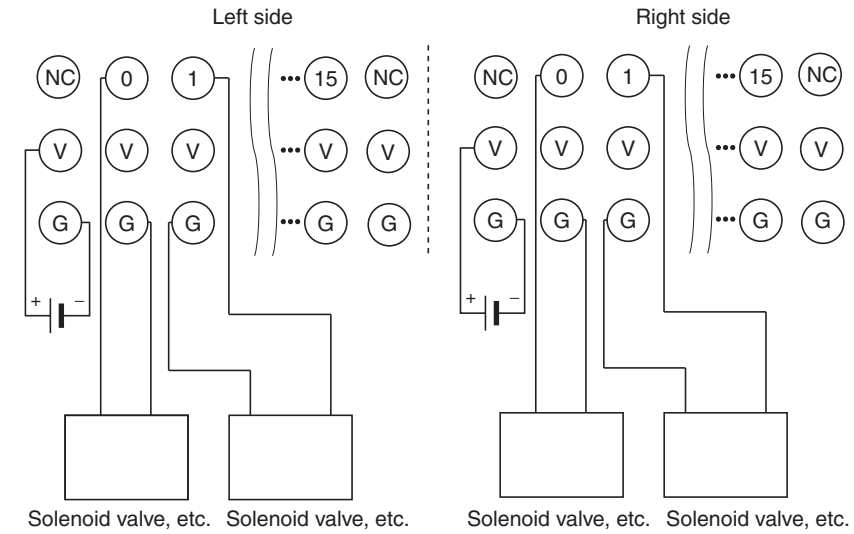 Left side Right side
NC 0 1 ••• 15 NC NC 0 1 ••• 15 NC
V V V ••• V V V V V ••• V V
G G G ••• G G G G G ••• G G
+ – + –
Solenoid valve, etc. Solenoid valve, etc. Solenoid valve, etc. Solenoid valve, etc.